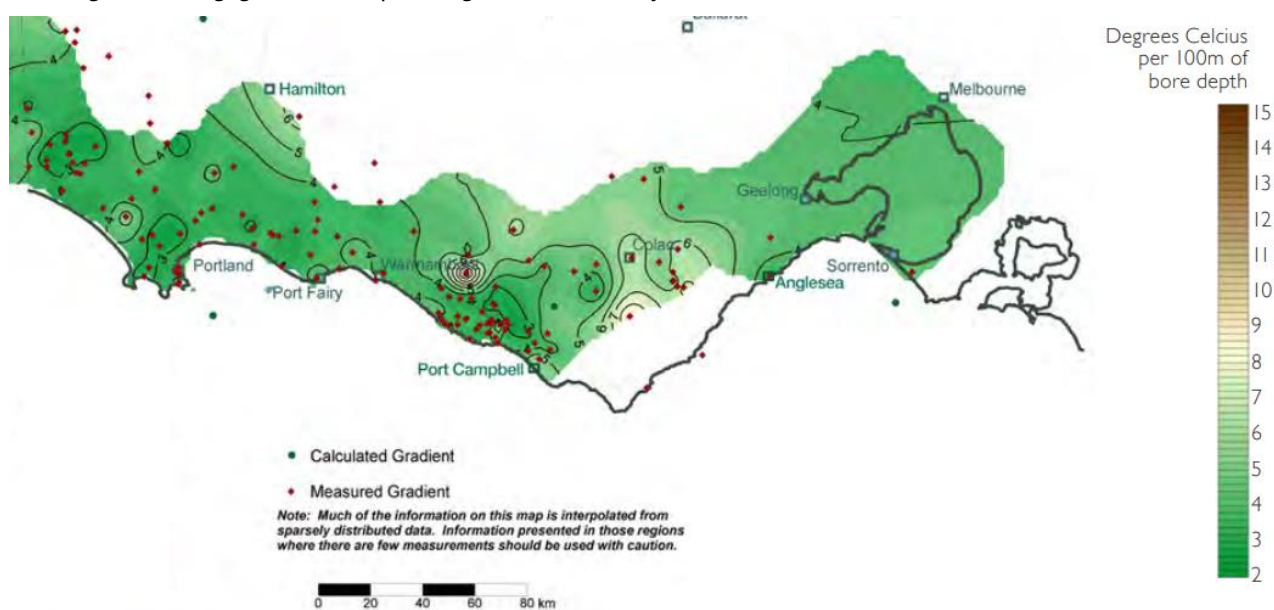 Degrees Celcius
per 100m of
bore depth
Hamilton
Melbourne
Geelong
Colac
Portland
Port Fairy
Sorrento
Anglesea
Port Campbell
15
14
13
12
11
10
9
8
7
6
5
4
3
2
Calculated Gradient
Measured Gradient
Note: Much of the information on this map is interpolated from
sparsely distributed data. Information presented in those regions
where there are few measurements should be used with caution.
0 20 40 60 80 km